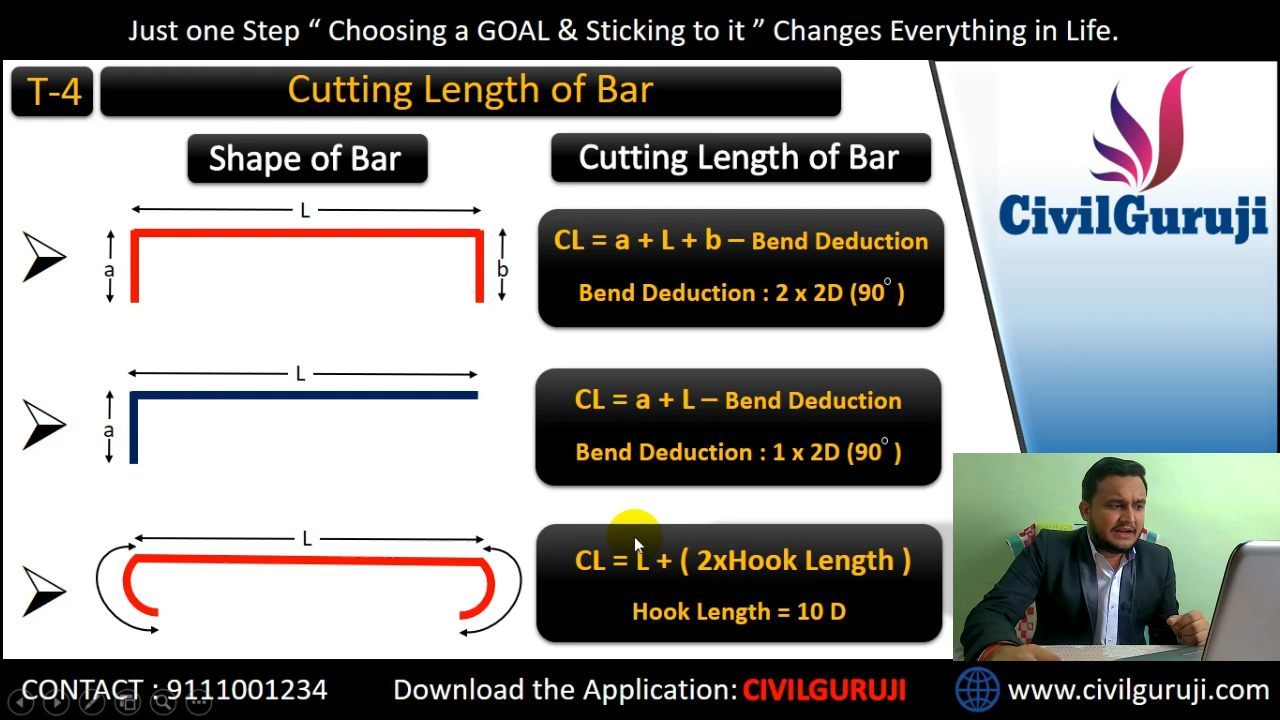 Just one Step “ Choosing a GOAL & Sticking to it ” Changes Everything in Life.
T-4
Cutting Length of Bar
Shape of Bar
Cutting Length of Bar
L
a
b
CL = a + L + b – Bend Deduction
Bend Deduction : 2 x 2D (90° )
L
a
CL = a + L – Bend Deduction
Bend Deduction : 1 x 2D (90° )
L
CL = L + ( 2xHook Length )
Hook Length = 10 D
CivilGuruji
CONTACT : 9111001234
Download the Application: CIVILGURUJI
www.civilguruji.com